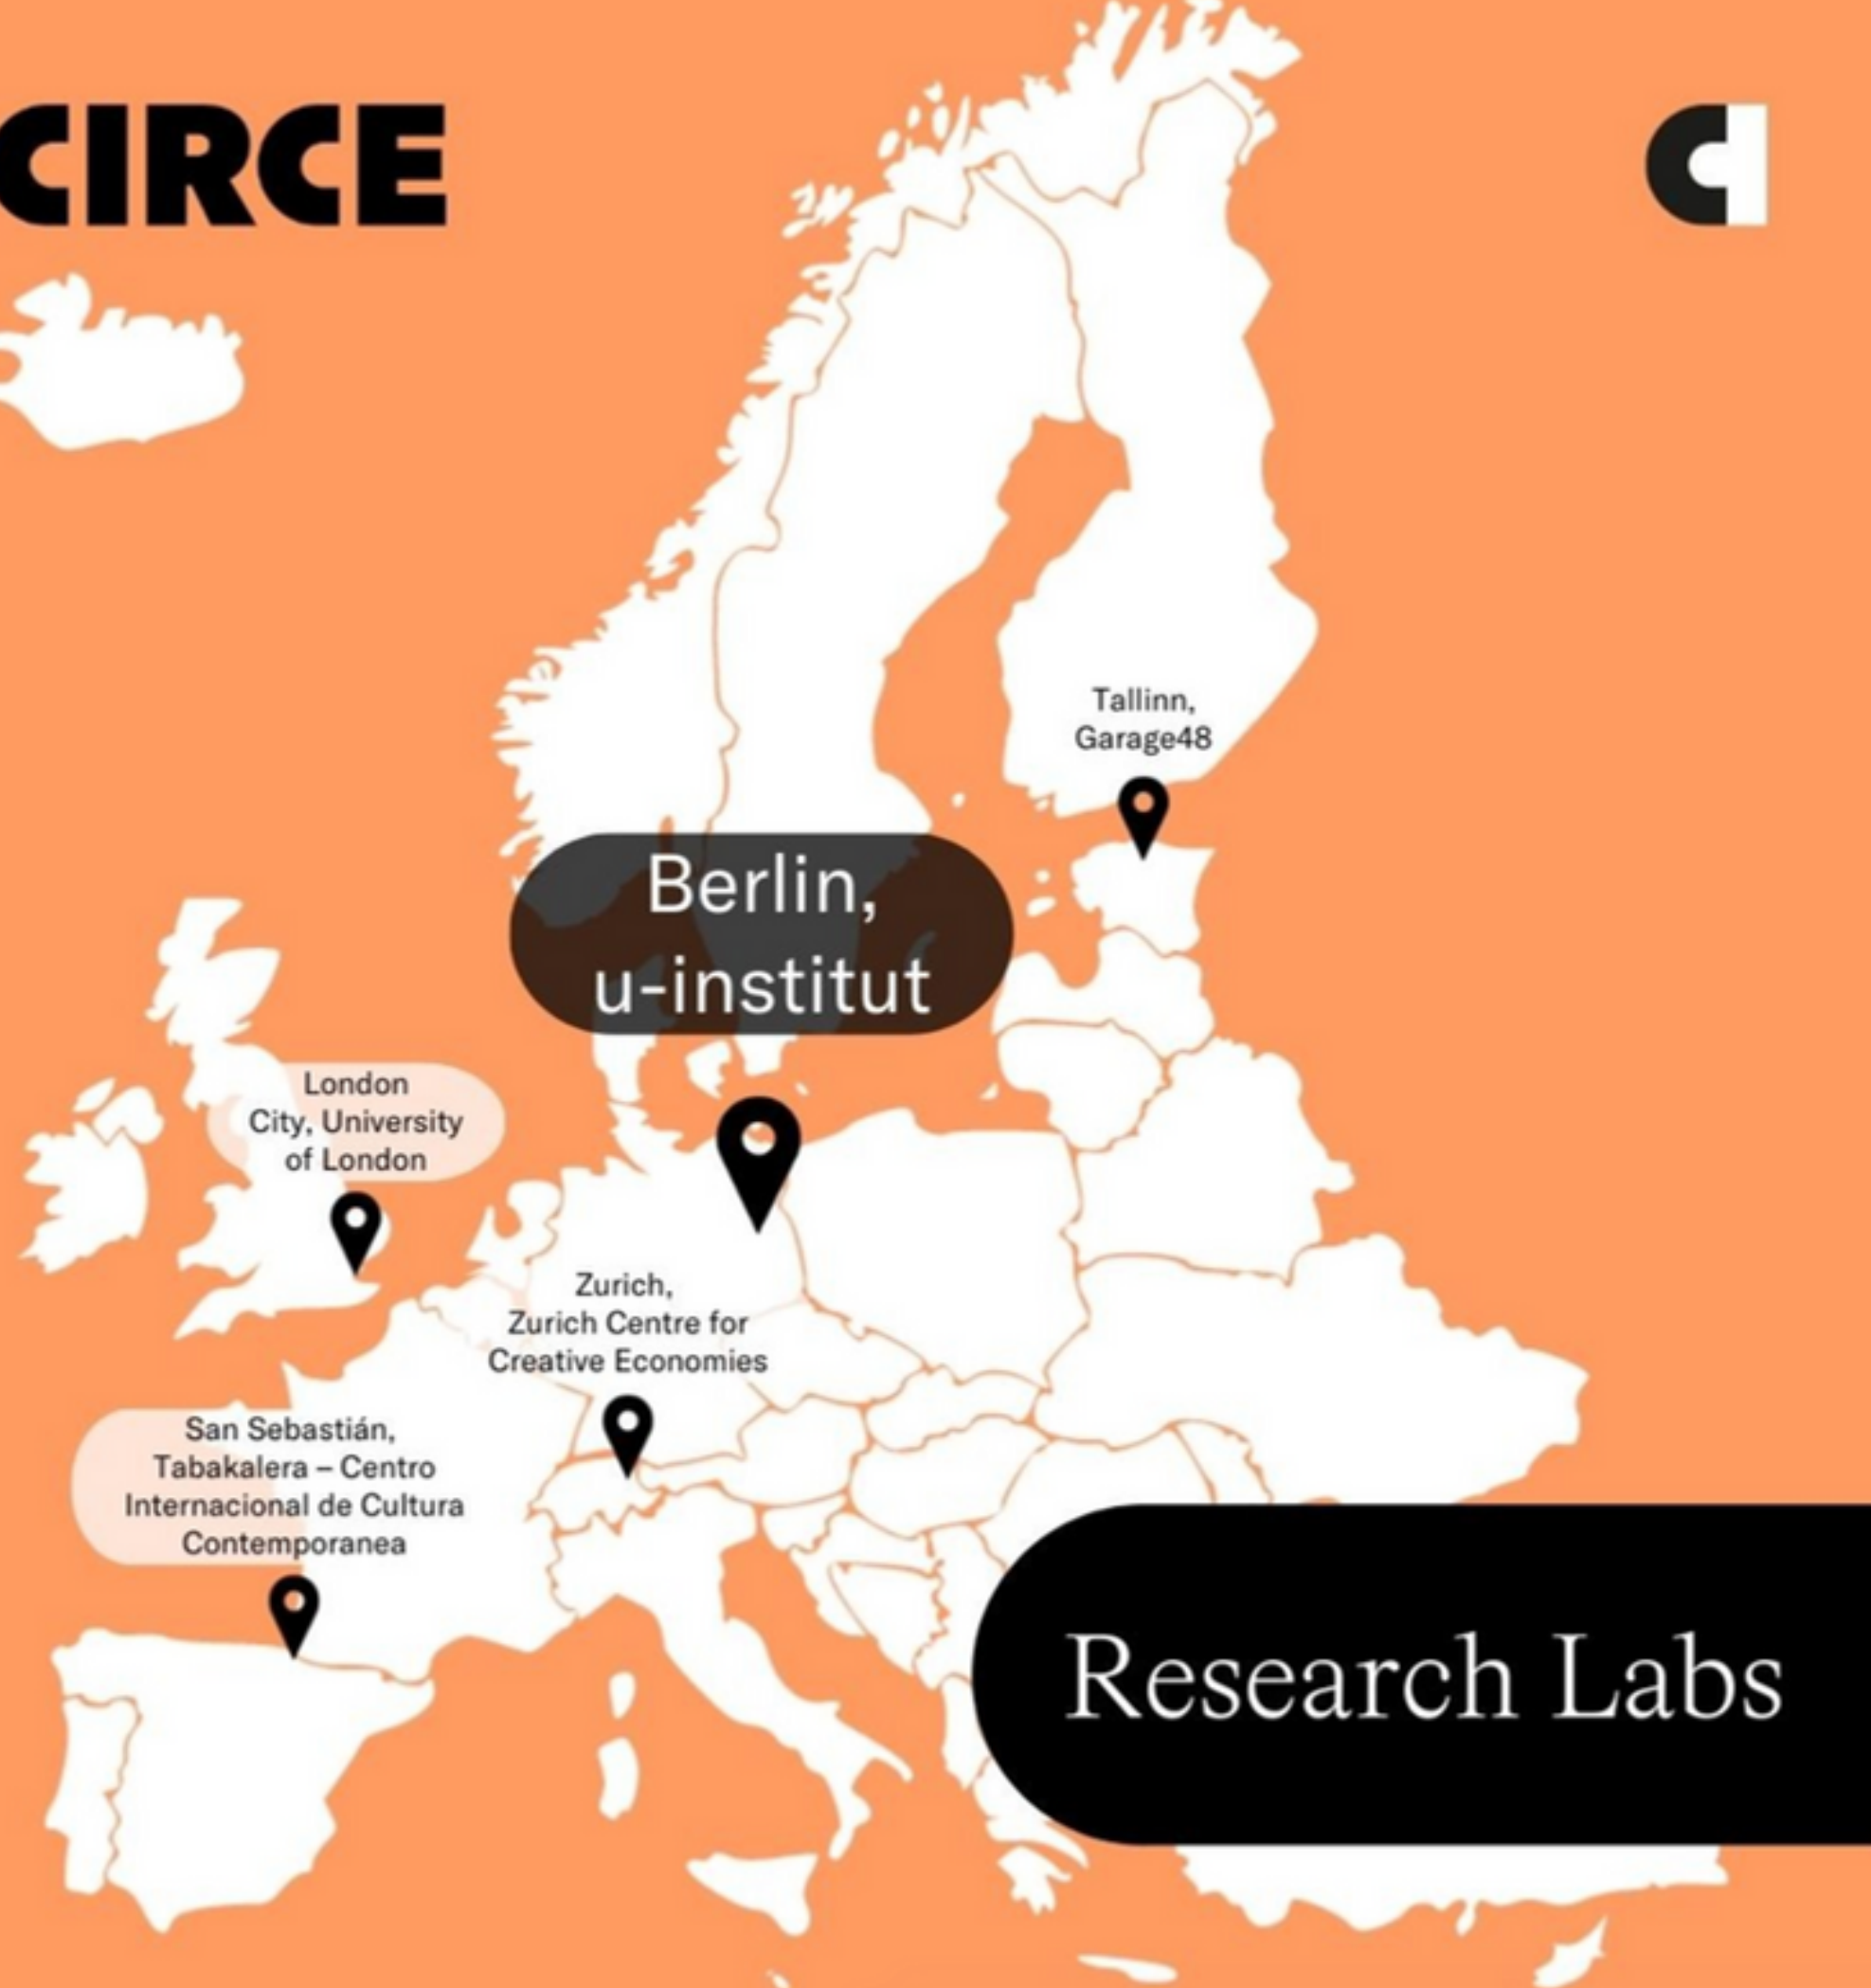 CIRCE
Tallinn,
Garage48
Berlin,
u-institut
London
City, University
of London
Zurich,
Zurich Centre for
Creative Economies
San Sebastián,
Tabakalera – Centro
Internacional de Cultura
Contemporanea
Research Labs